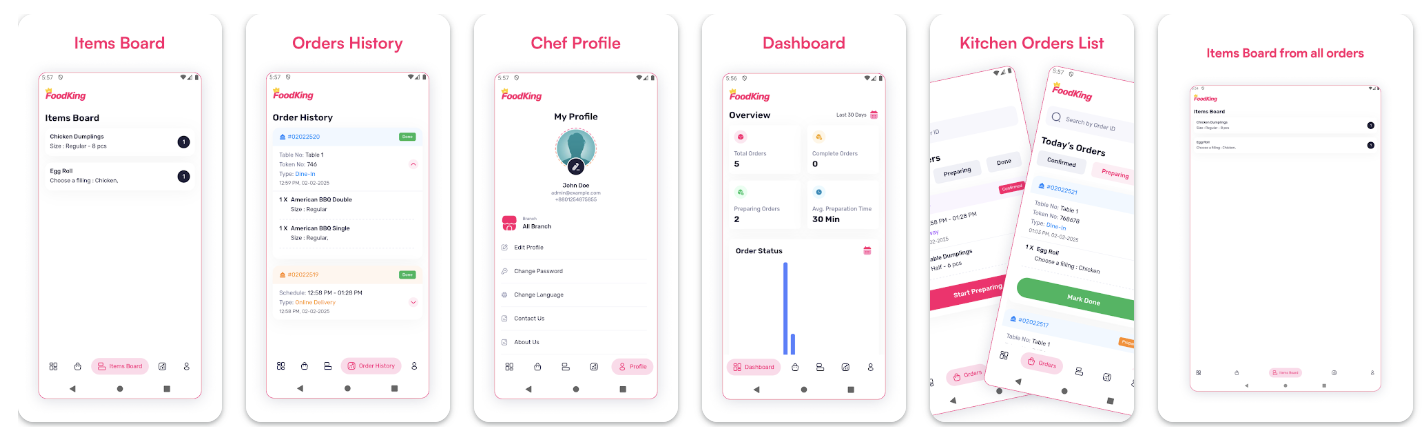 Items Board
5:57
FoodKing
Items Board
Chicken Dumplings
Size : Regular - 8 pcs
1
Egg Roll
Choose a filling : Chicken,
1
Items Board
Orders History
5:57
FoodKing
Order History
#02022520
Done
Table No: Table 1
Token No: 746
Type: Dine-In
12:59 PM, 02-02-2025
1 X American BBQ Double
Size : Regular
1 X American BBQ Single
Size : Regular,
#02022519
Done
Schedule: 12:58 PM - 01:28 PM
Type: Online Delivery
12:58 PM, 02-02-2025
Order History
Chef Profile
5:57
FoodKing
My Profile
John Doe
admin@example.com
Branch
All Branch
Edit Profile
Change Password
Change Language
Contact Us
About Us
Profile
Dashboard
5:56
FoodKing
Overview
Last 30 Days
Total Orders
5
Complete Orders
0
Preparing Orders
2
Avg. Preparation Time
30 Min
Order Status
Dashboard
Kitchen Orders List
5:57
ID
rs
Preparing
Done
Confirmed
58 PM - 01:28 PM
02-2025
able Dumplings
Half - 6 pcs
Start Preparing
Orders
5:57
FoodKing
Search by Order ID
Today's Orders
Confirmed
Preparing
#02022521
Table No: Table 1
Token No: 768678
Type: Dine-In
01:03 PM, 02-02-2025
1 X Egg Roll
Choose a filling : Chicken
Mark Done
#02022517
Table No: Table 1
Orders
Items Board from all orders
Items Board
Chicken Dumplings
Size : Regular - 8 pcs
1
Egg Roll
Choose a filling : Chicken,
1
Items Board